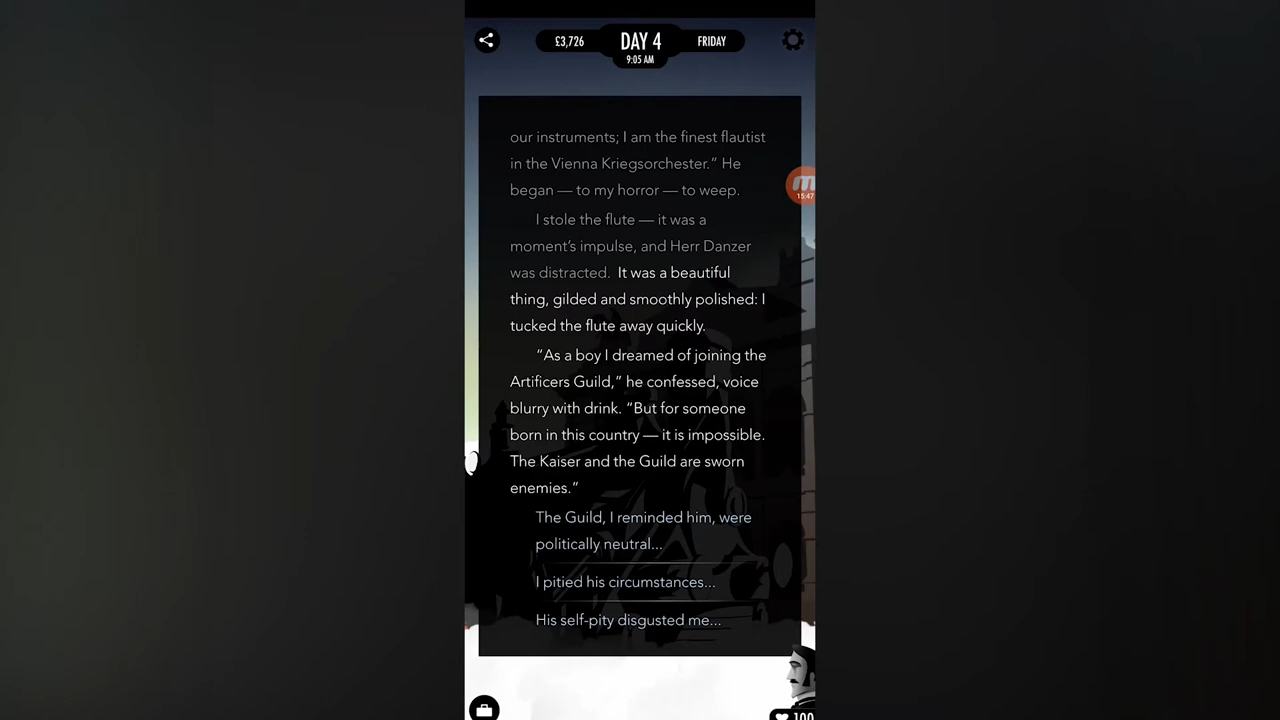 £3,726
DAY 4
FRIDAY
9:05 AM
our instruments; I am the finest flautist
in the Vienna Kriegsorchester.” He
began — to my horror — to weep.
I stole the flute — it was a
moment’s impulse, and Herr Danzer
was distracted. It was a beautiful
thing, gilded and smoothly polished: I
tucked the flute away quickly.
“As a boy I dreamed of joining the
Artificers Guild,” he confessed, voice
blurry with drink. “But for someone
born in this country — it is impossible.
The Kaiser and the Guild are sworn
enemies.”
The Guild, I reminded him, were
politically neutral...
I pitied his circumstances...
His self-pity disgusted me...
15:47
100